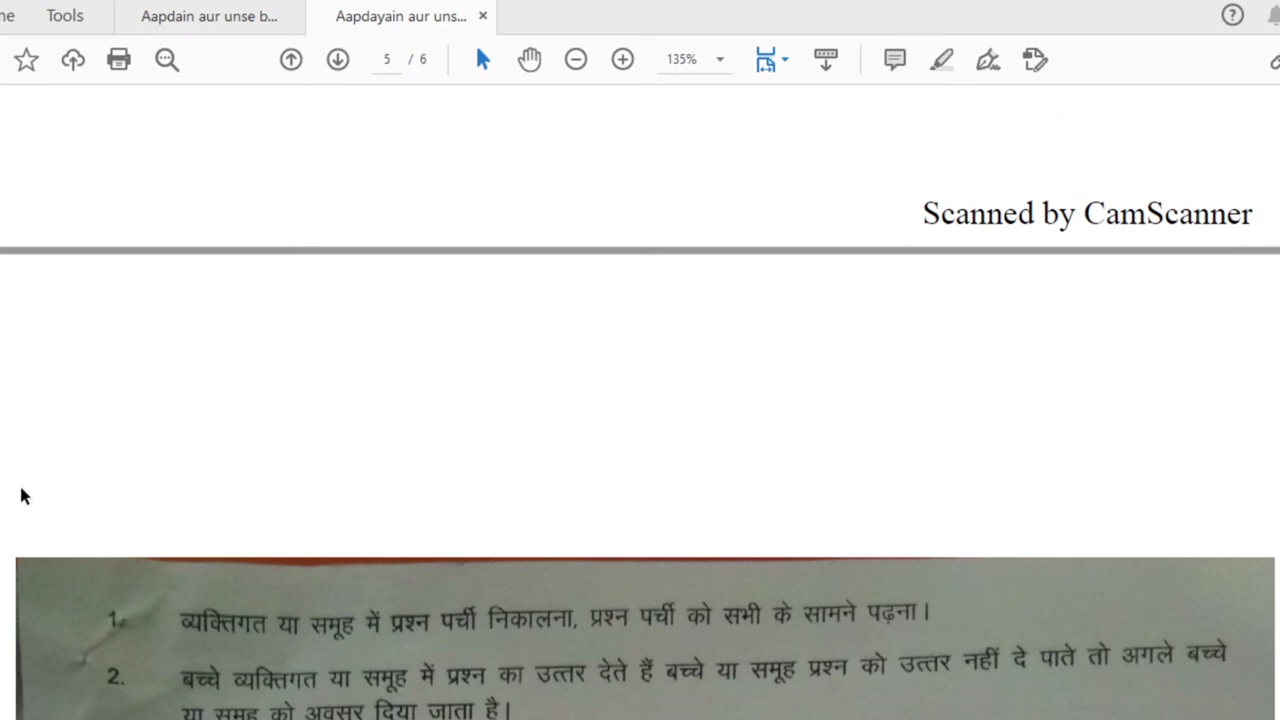 ne Tools Aapdain aur unse b... Aapdayain aur uns...
5 / 6 135%
Scanned by CamScanner
1. व्यक्तिगत या समूह में प्रश्न पर्ची निकालना, प्रश्न पर्ची को सभी के सामने पढ़ना।
2. बच्चे व्यक्तिगत या समूह में प्रश्न का उत्तर देते हैं बच्चे या समूह प्रश्न को उत्तर नहीं दे पाते तो अगले बच्चे
या समूह को अवसर दिया जाता है।